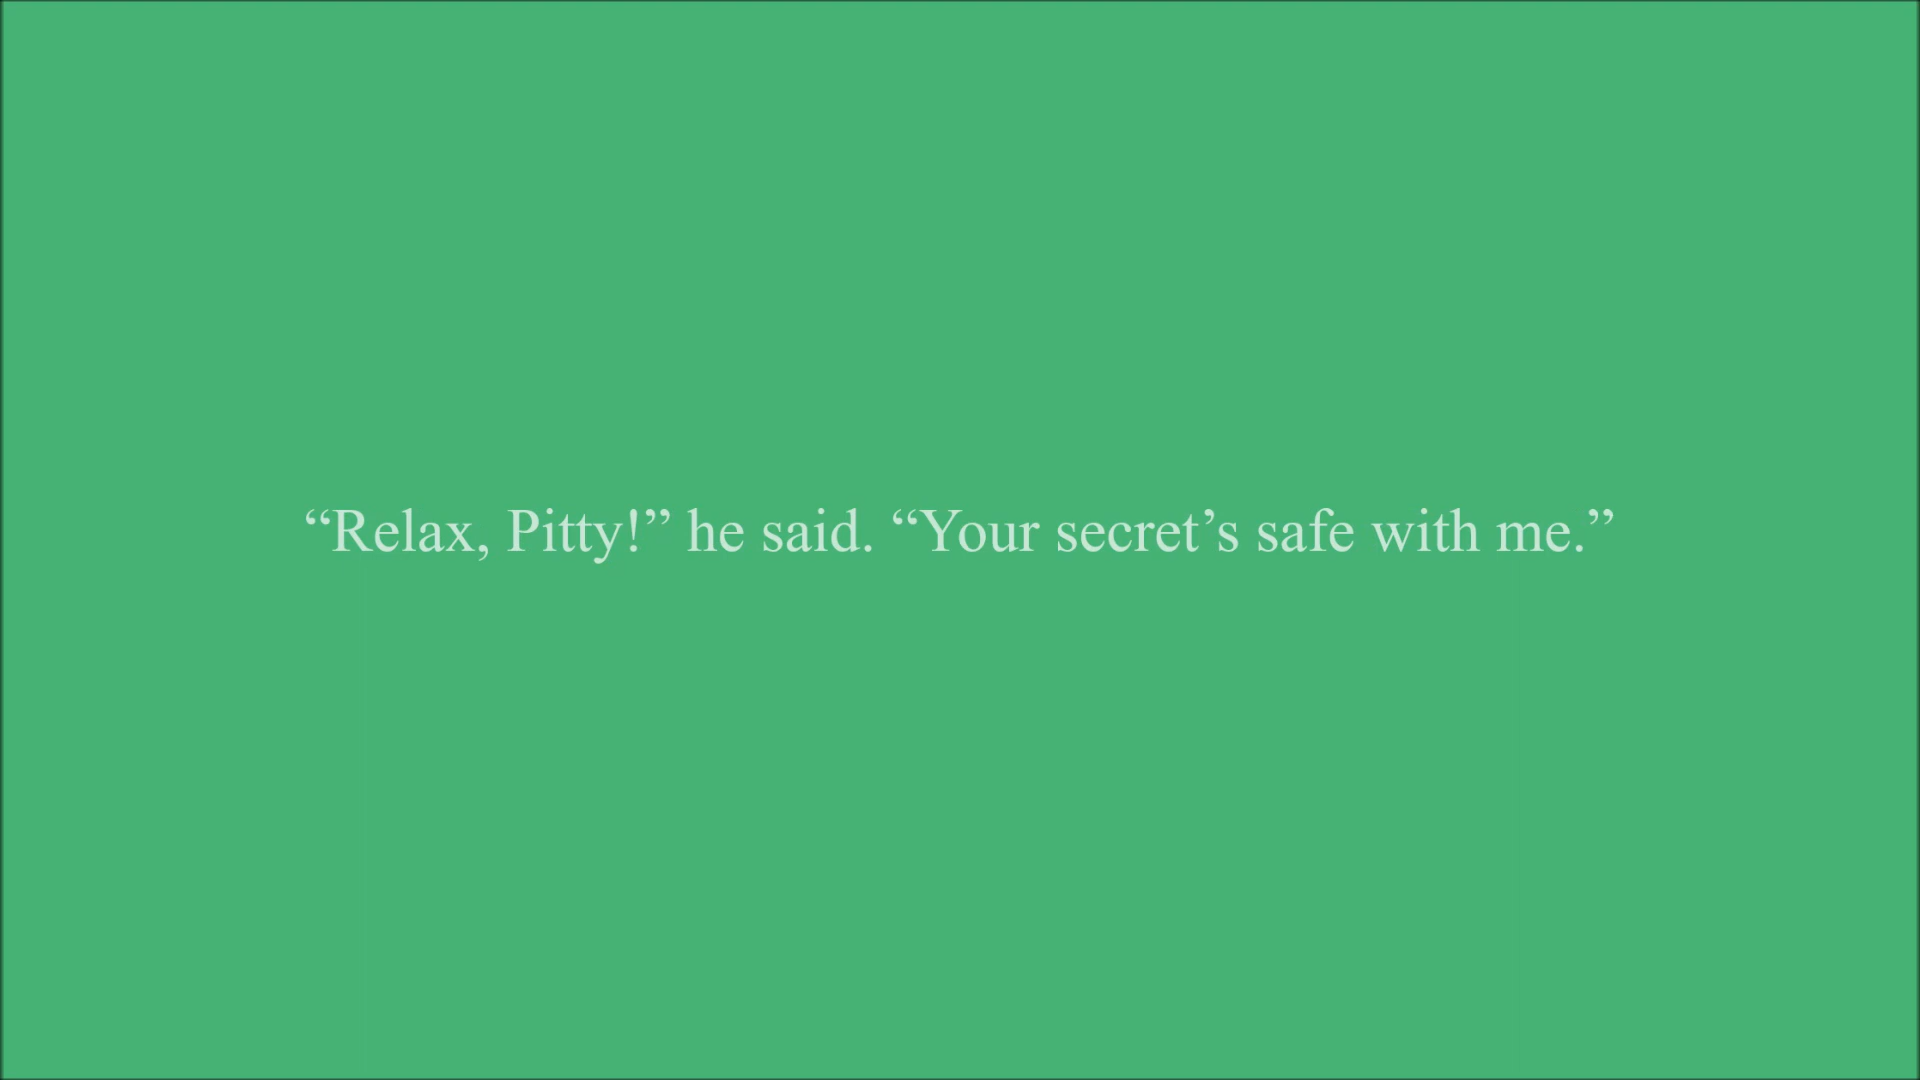 “Relax, Pitty!” he said. “Your secret’s safe with me.”